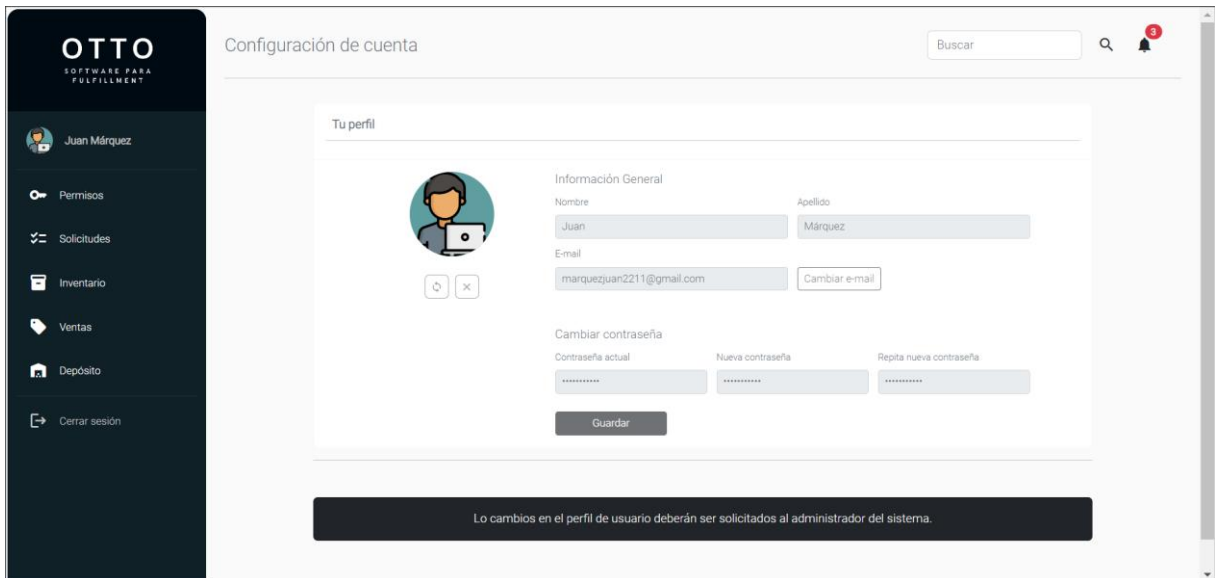 OTTO
SOFTWARE PARA
FULFILLMENT
Juan Márquez
Permisos
Solicitudes
Inventario
Ventas
Depósito
Cerrar sesión
Configuración de cuenta
Buscar
3
Tu perfil
Información General
Nombre
Apellido
Juan
Márquez
E-mail
marquezjuan2211@gmail.com
Cambiar e-mail
Cambiar contraseña
Contraseña actual
Nueva contraseña
Repita nueva contraseña
•••••••••••
•••••••••••
•••••••••••
Guardar
Lo cambios en el perfil de usuario deberán ser solicitados al administrador del sistema.